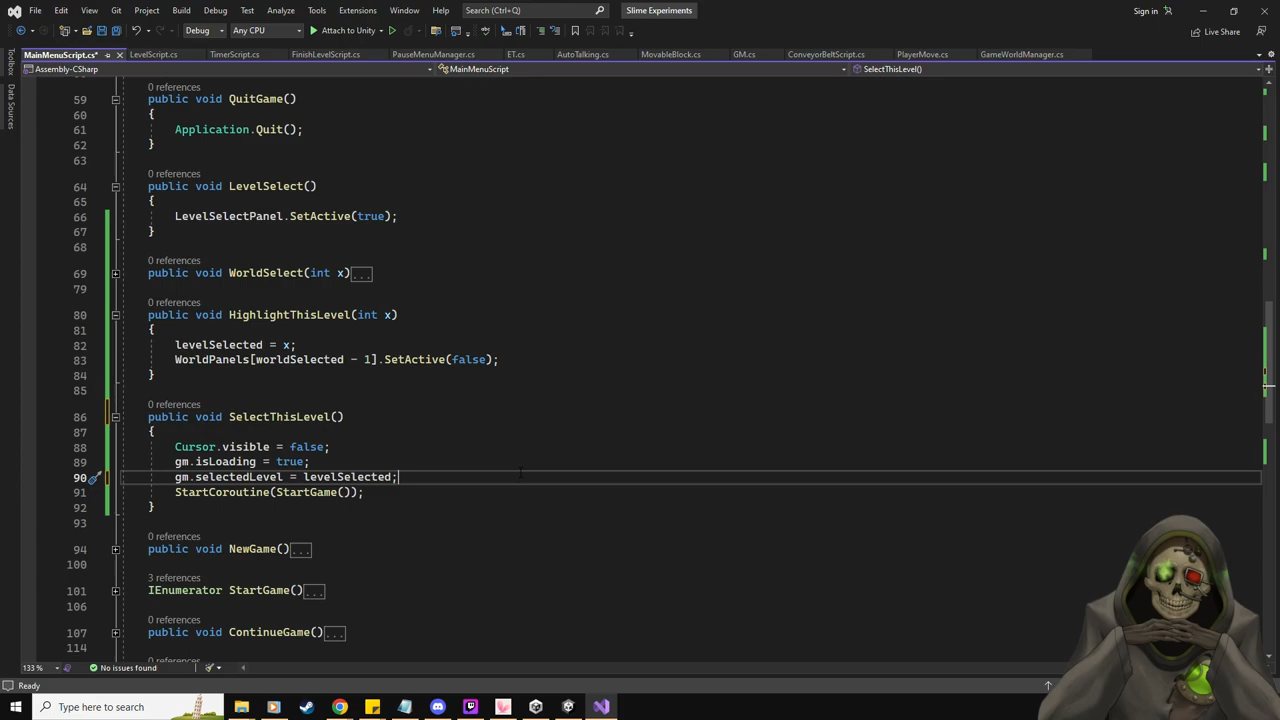 File Edit View Git Project Build Debug Test Analyze Tools Extensions Window Help Search (Ctrl+Q) Slime Experiments Sign in
Debug Any CPU Attach to Unity Live Share
MainMenuScript.cs* LevelScript.cs TimerScript.cs FinishLevelScript.cs PauseMenuManager.cs ET.cs AutoTalking.cs MovableBlock.cs GM.cs ConveyorBeltScript.cs PlayerMove.cs GameWorldManager.cs
Toolbox
Data Sources
Assembly-CSharp MainMenuScript SelectThisLevel()
0 references
59 public void QuitGame()
60 {
61 Application.Quit();
62 }
63
0 references
64 public void LevelSelect()
65 {
66 LevelSelectPanel.SetActive(true);
67 }
68
0 references
69 public void WorldSelect(int x)...
79
0 references
80 public void HighlightThisLevel(int x)
81 {
82 levelSelected = x;
83 WorldPanels[worldSelected - 1].SetActive(false);
84 }
85
0 references
86 public void SelectThisLevel()
87 {
88 Cursor.visible = false;
89 gm.isLoading = true;
90 gm.selectedLevel = levelSelected;
91 StartCoroutine(StartGame());
92 }
93
0 references
94 public void NewGame()...
100
3 references
101 IEnumerator StartGame()...
106
0 references
107 public void ContinueGame()...
114
133 % No issues found
Ready
Type here to search